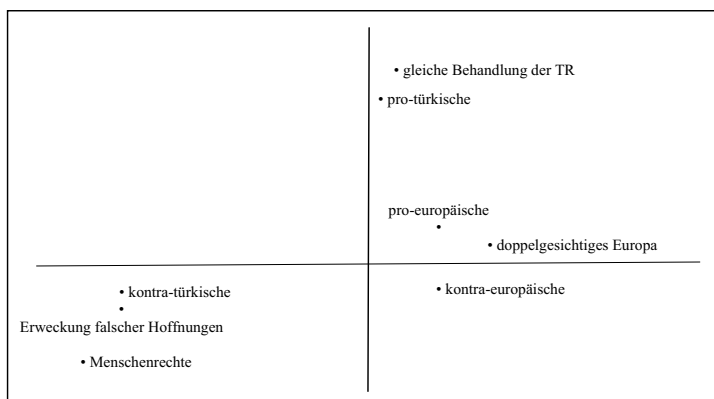 • gleiche Behandlung der TR
• pro-türkische
pro-europäische
•
• doppelgesichtiges Europa
• kontra-türkische
• kontra-europäische
•
Erweckung falscher Hoffnungen
• Menschenrechte